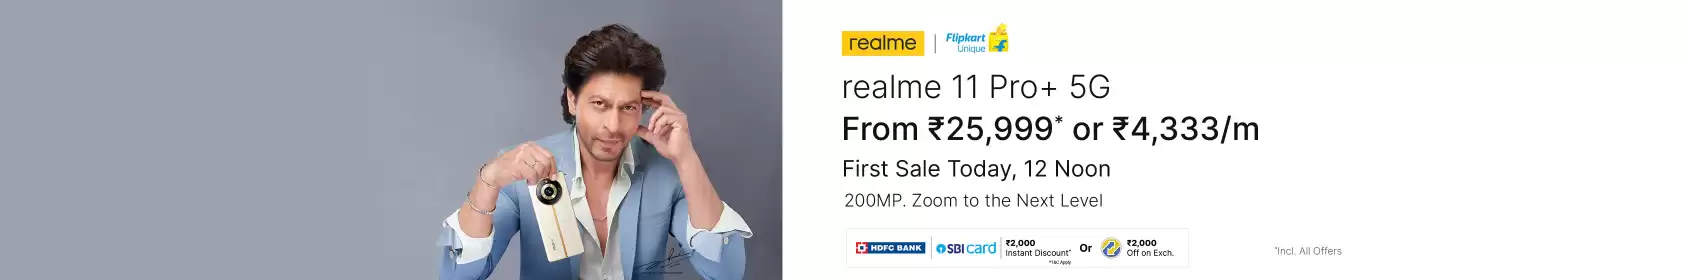 realme | Flipkart
Unique
realme 11 Pro+ 5G
From ₹25,999* or ₹4,333/m
First Sale Today, 12 Noon
200MP. Zoom to the Next Level
HDFC BANK | SBI card | ₹2,000 Instant Discount* *T&C Apply
Or
₹2,000 Off on Exch.
*Incl. All Offers